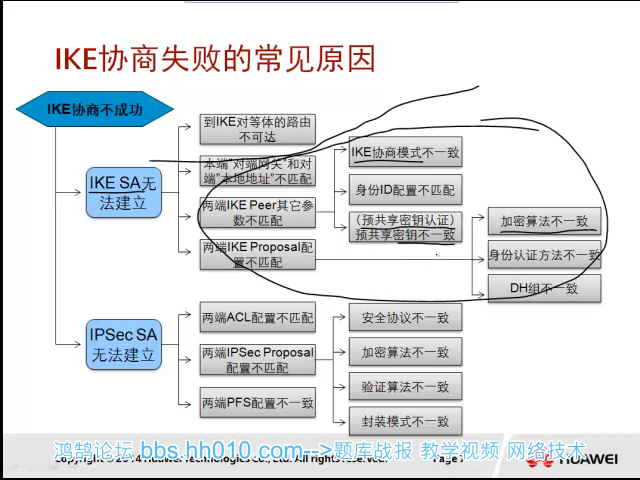 IKE协商失败的常见原因
IKE协商不成功
到IKE对等体的路由
不可达
IKE SA无
法建立
本端“对端网关”和对
端“本地地址”不匹配
两端IKE Peer其它参
数不匹配
两端IKE Proposal配
置不匹配
IKE协商模式不一致
身份ID配置不匹配
（预共享密钥认证）
预共享密钥不一致
加密算法不一致
身份认证方法不一致
DH组不一致
IPSec SA
无法建立
两端ACL配置不匹配
两端IPSec Proposal
配置不匹配
两端PFS配置不一致
安全协议不一致
加密算法不一致
验证算法不一致
封装模式不一致
鸿鹄论坛 bbs.hh010.com-->题库战报 教学视频 网络技术
HUAWEI